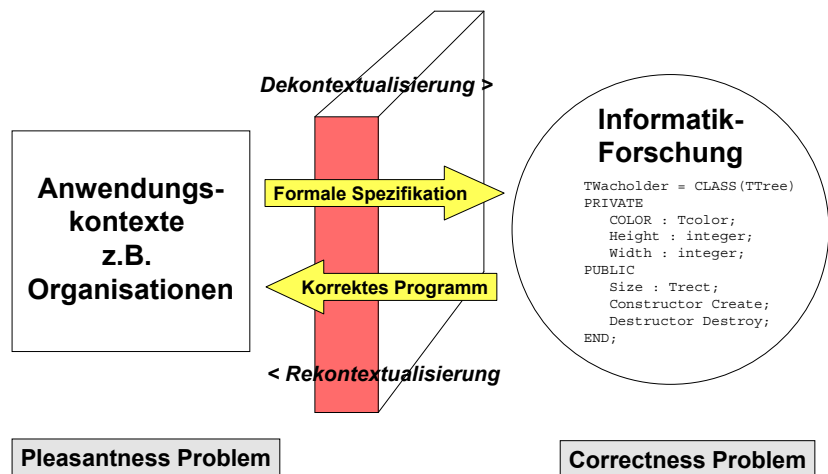 Dekontextualisierung >
Anwendungs-
kontexte
z.B.
Organisationen
Formale Spezifikation
Korrektes Programm
< Rekontextualisierung
Informatik-
Forschung
TWacholder = CLASS(TTree)
PRIVATE
COLOR : Tcolor;
Height : integer;
Width : integer;
PUBLIC
Size : Trect;
Constructor Create;
Destructor Destroy;
END;
Pleasantness Problem
Correctness Problem